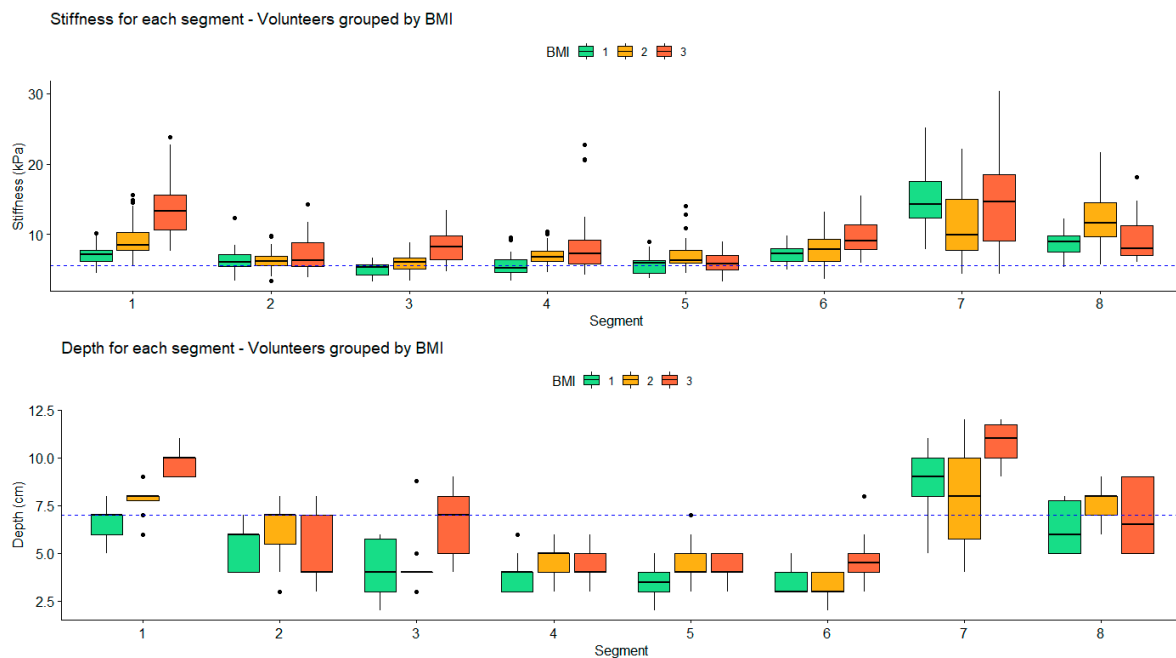 Stiffness for each segment - Volunteers grouped by BMI
BMI 1 2 3
Stiffness (kPa)
30
20
10
1 2 3 4 5 6 7 8
Segment
Depth for each segment - Volunteers grouped by BMI
BMI 1 2 3
Depth (cm)
12.5
10.0
7.5
5.0
2.5
1 2 3 4 5 6 7 8
Segment